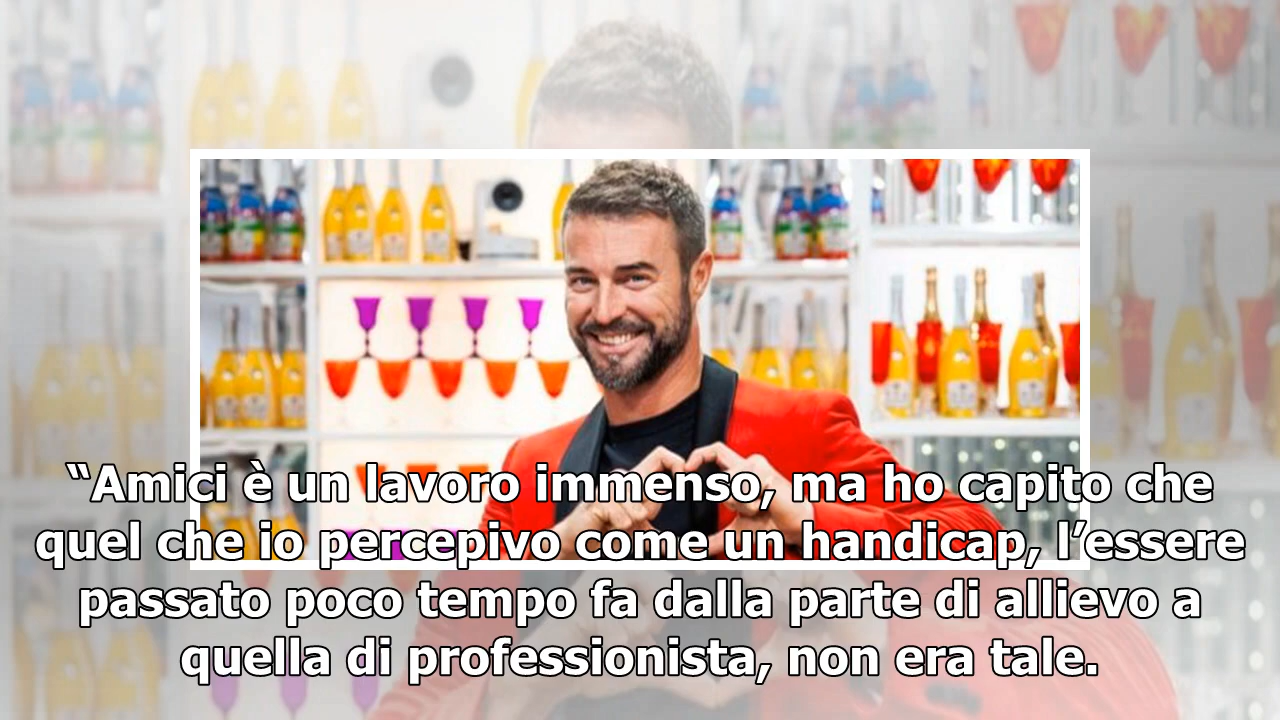 “Amici è un lavoro immenso, ma ho capito che
quel che io percepivo come un handicap, l’essere
passato poco tempo fa dalla parte di allievo a
quella di professionista, non era tale.